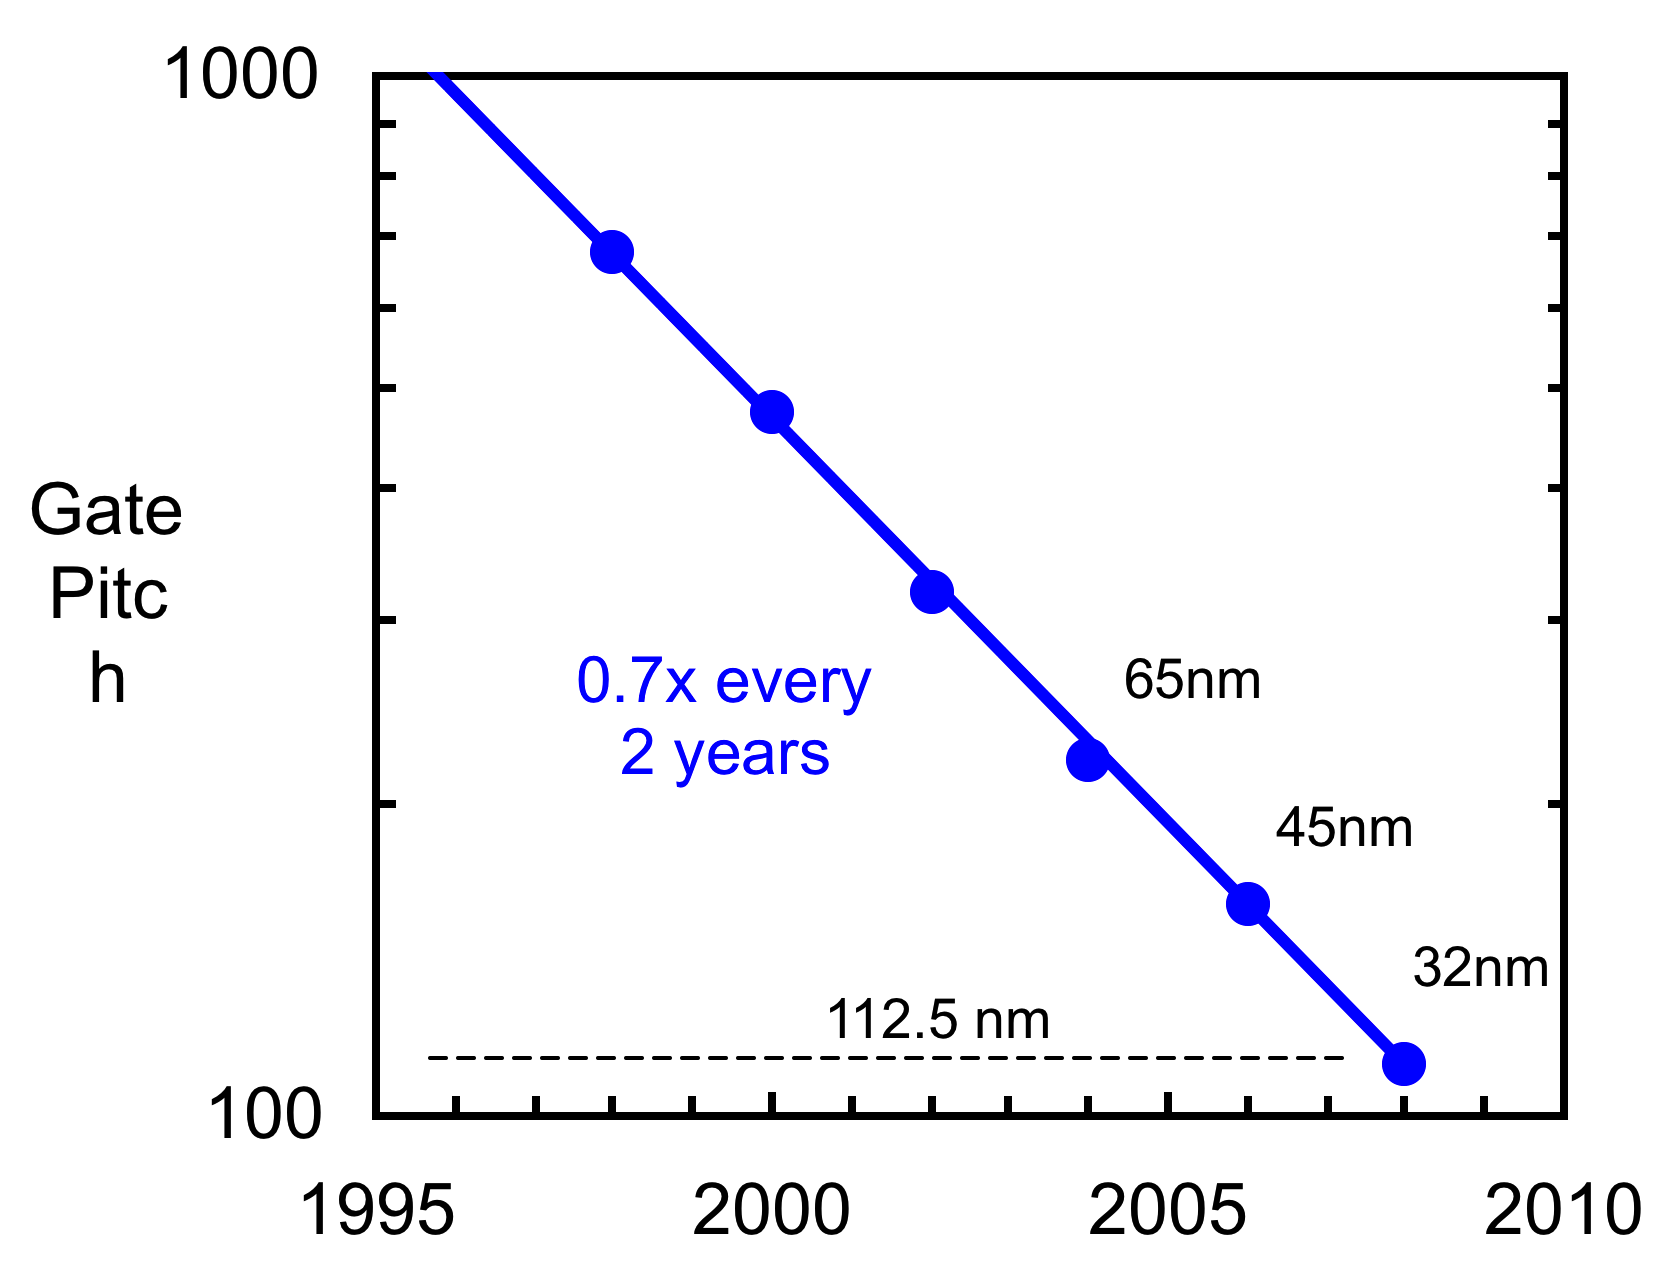 1000
Gate
Pitc
h
0.7x every
2 years
65nm
45nm
32nm
112.5 nm
100
1995
2000
2005
2010